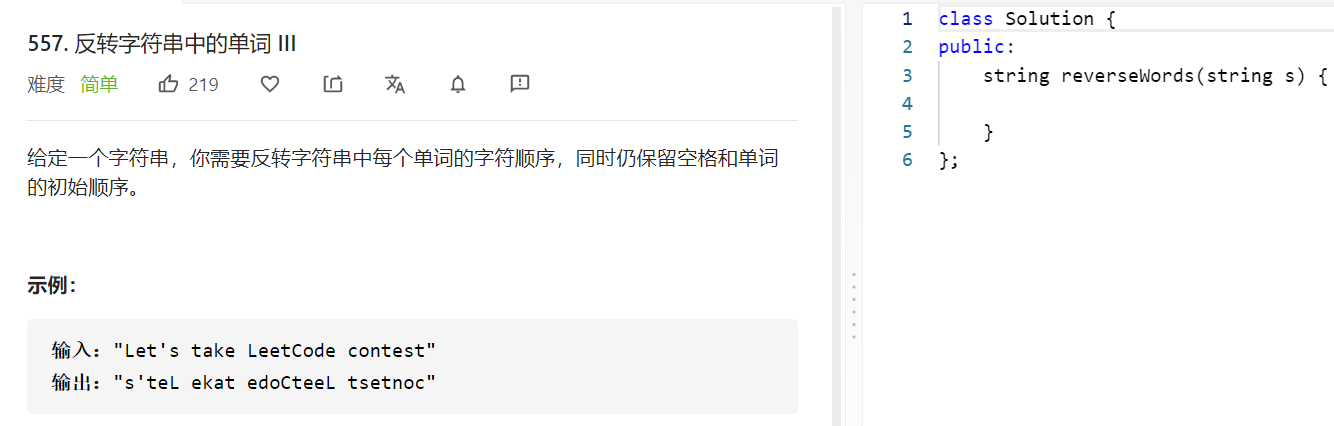 557. 反转字符串中的单词 III
难度 简单 219
给定一个字符串，你需要反转字符串中每个单词的字符顺序，同时仍保留空格和单词
的初始顺序。
示例：
输入："Let's take LeetCode contest"
输出："s'teL ekat edoCteeL tsetnoc"
1 class Solution {
2 public:
3     string reverseWords(string s) {
4
5     }
6 };